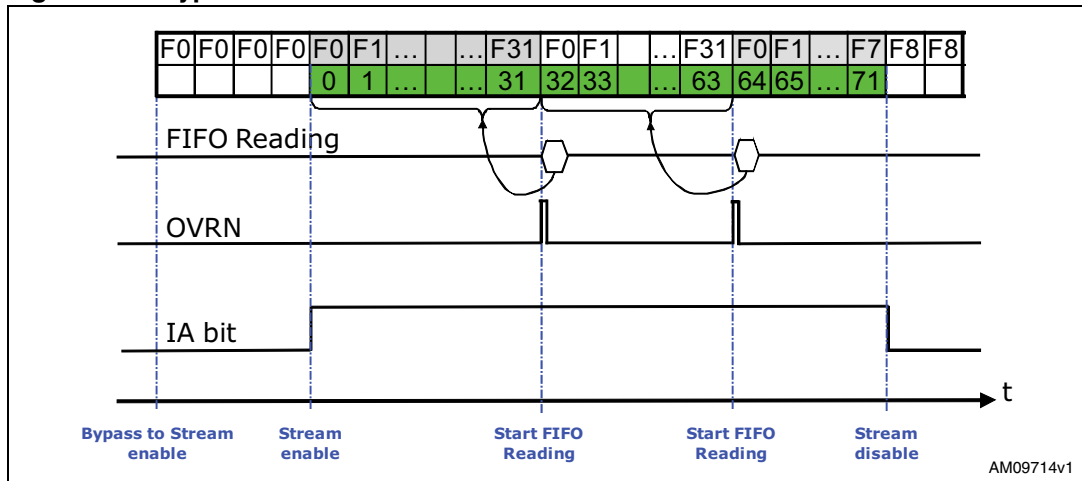 F0 F0 F0 F0 F0 F1 ... ... F31 F0 F1 ... F31 F0 F1 ... F7 F8 F8
0 1 ... ... 31 32 33 ... 63 64 65 ... 71
FIFO Reading
OVRN
IA bit
t
Bypass to Stream enable
Stream enable
Start FIFO Reading
Start FIFO Reading
Stream disable
AM09714v1